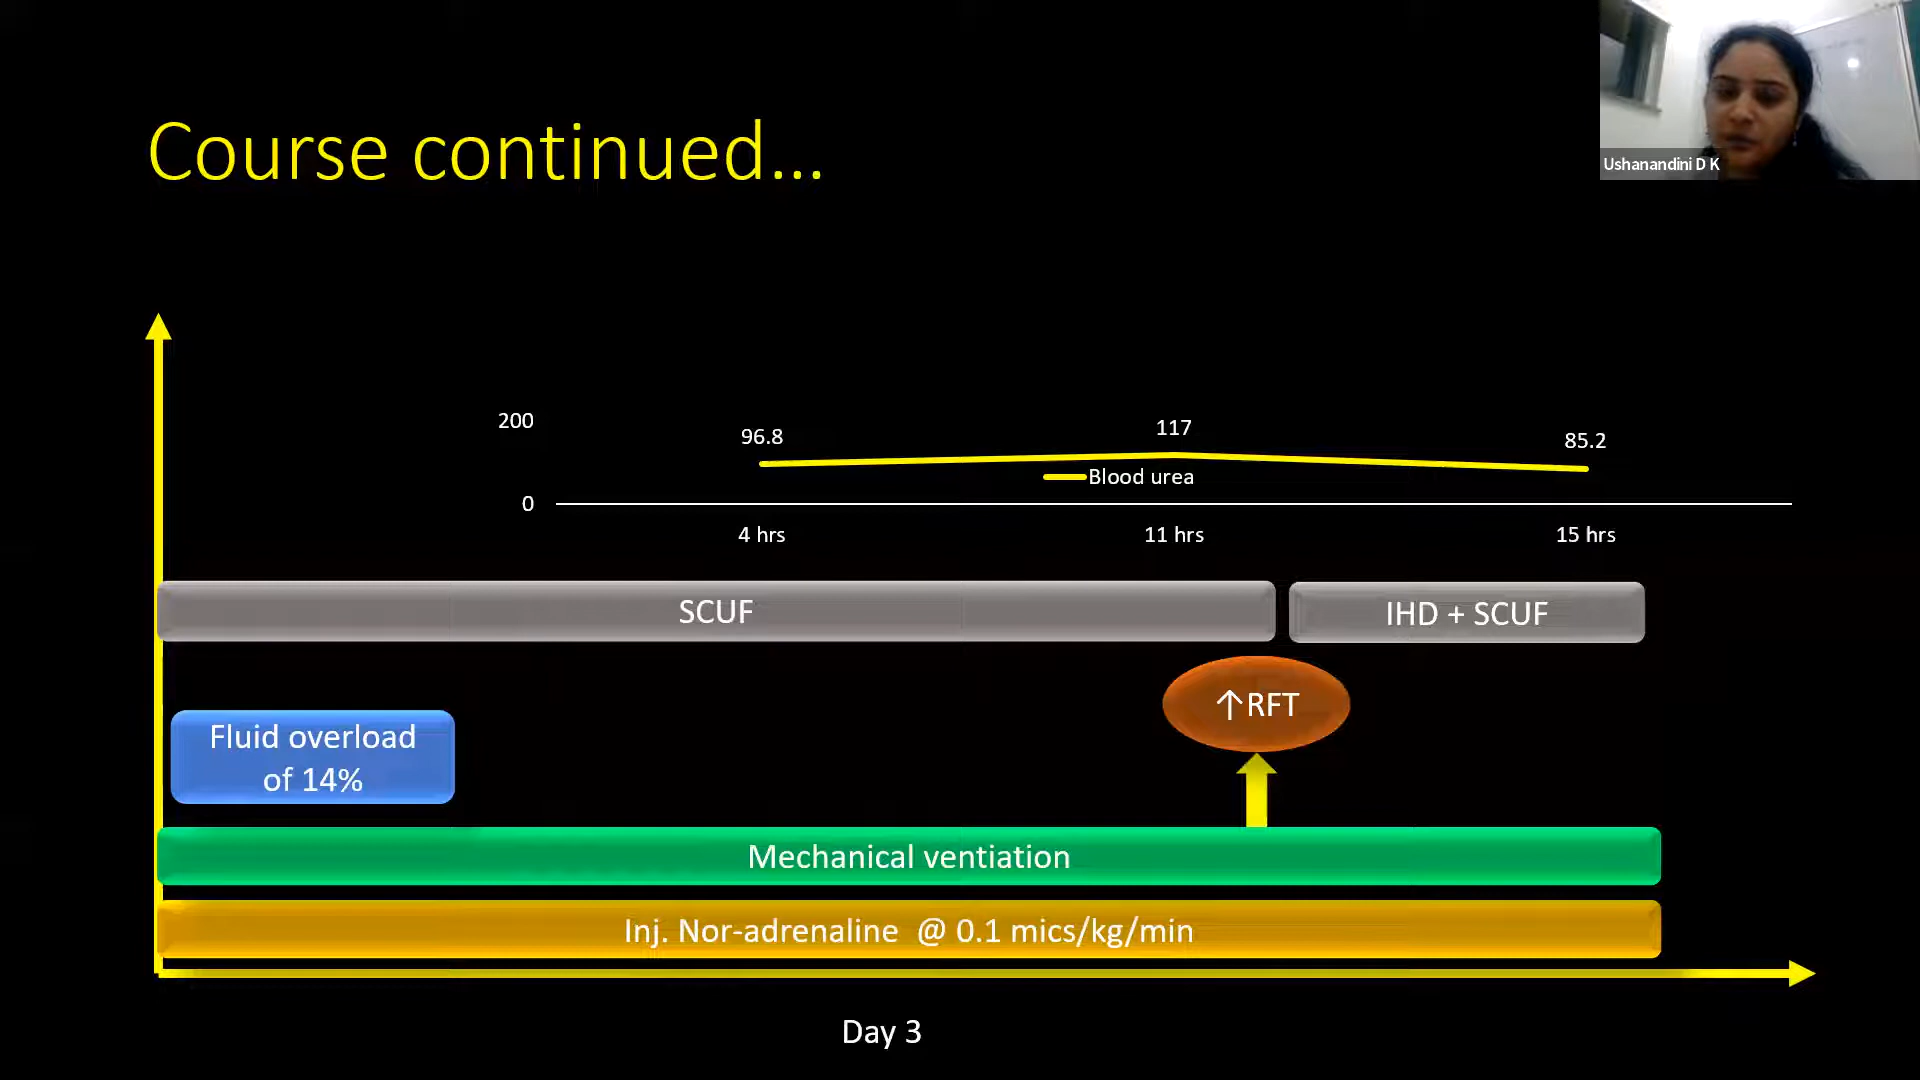 Course continued...
Ushanandini D K
200
96.8
117
85.2
Blood urea
0
4 hrs
11 hrs
15 hrs
SCUF
IHD + SCUF
↑RFT
Fluid overload
of 14%
Mechanical ventiation
Inj. Nor-adrenaline @ 0.1 mics/kg/min
Day 3